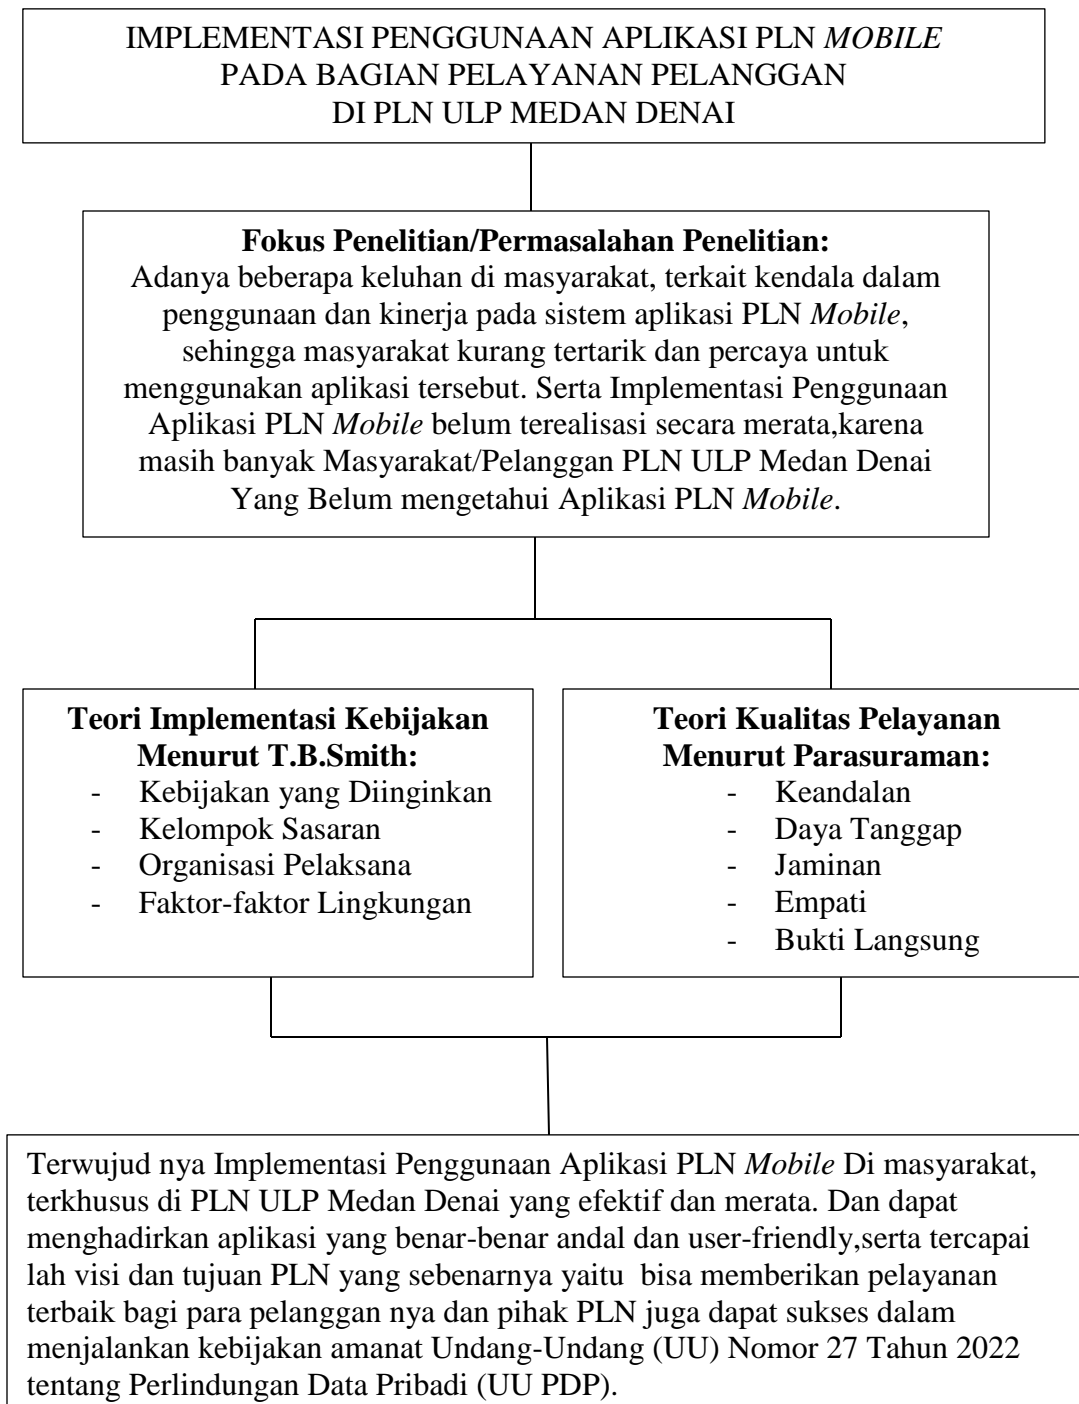 IMPLEMENTASI PENGGUNAAN APLIKASI PLN MOBILE
PADA BAGIAN PELAYANAN PELANGGAN
DI PLN ULP MEDAN DENAI
Fokus Penelitian/Permasalahan Penelitian:
Adanya beberapa keluhan di masyarakat, terkait kendala dalam
penggunaan dan kinerja pada sistem aplikasi PLN Mobile,
sehingga masyarakat kurang tertarik dan percaya untuk
menggunakan aplikasi tersebut. Serta Implementasi Penggunaan
Aplikasi PLN Mobile belum terealisasi secara merata,karena
masih banyak Masyarakat/Pelanggan PLN ULP Medan Denai
Yang Belum mengetahui Aplikasi PLN Mobile.
Teori Implementasi Kebijakan
Menurut T.B.Smith:
- Kebijakan yang Diinginkan
- Kelompok Sasaran
- Organisasi Pelaksana
- Faktor-faktor Lingkungan
Teori Kualitas Pelayanan
Menurut Parasuraman:
- Keandalan
- Daya Tanggap
- Jaminan
- Empati
- Bukti Langsung
Terwujud nya Implementasi Penggunaan Aplikasi PLN Mobile Di masyarakat,
terkhusus di PLN ULP Medan Denai yang efektif dan merata. Dan dapat
menghadirkan aplikasi yang benar-benar andal dan user-friendly,serta tercapai
lah visi dan tujuan PLN yang sebenarnya yaitu bisa memberikan pelayanan
terbaik bagi para pelanggan nya dan pihak PLN juga dapat sukses dalam
menjalankan kebijakan amanat Undang-Undang (UU) Nomor 27 Tahun 2022
tentang Perlindungan Data Pribadi (UU PDP).